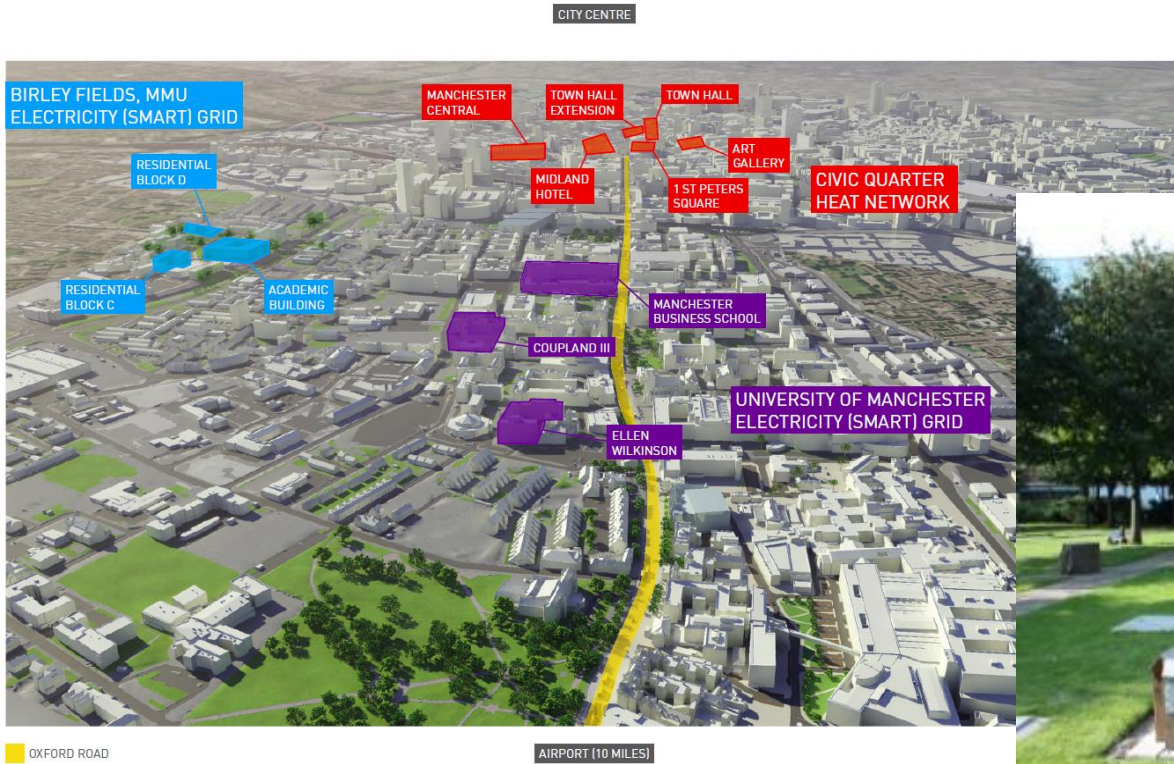 CITY CENTRE
BIRLEY FIELDS, MMU
ELECTRICITY (SMART) GRID
MANCHESTER
CENTRAL
TOWN HALL
EXTENSION
TOWN HALL
RESIDENTIAL
BLOCK D
MIDLAND
HOTEL
1 ST PETERS
SQUARE
ART
GALLERY
CIVIC QUARTER
HEAT NETWORK
RESIDENTIAL
BLOCK C
ACADEMIC
BUILDING
MANCHESTER
BUSINESS SCHOOL
COUPLAND III
UNIVERSITY OF MANCHESTER
ELECTRICITY (SMART) GRID
ELLEN
WILKINSON
OXFORD ROAD
AIRPORT (10 MILES)